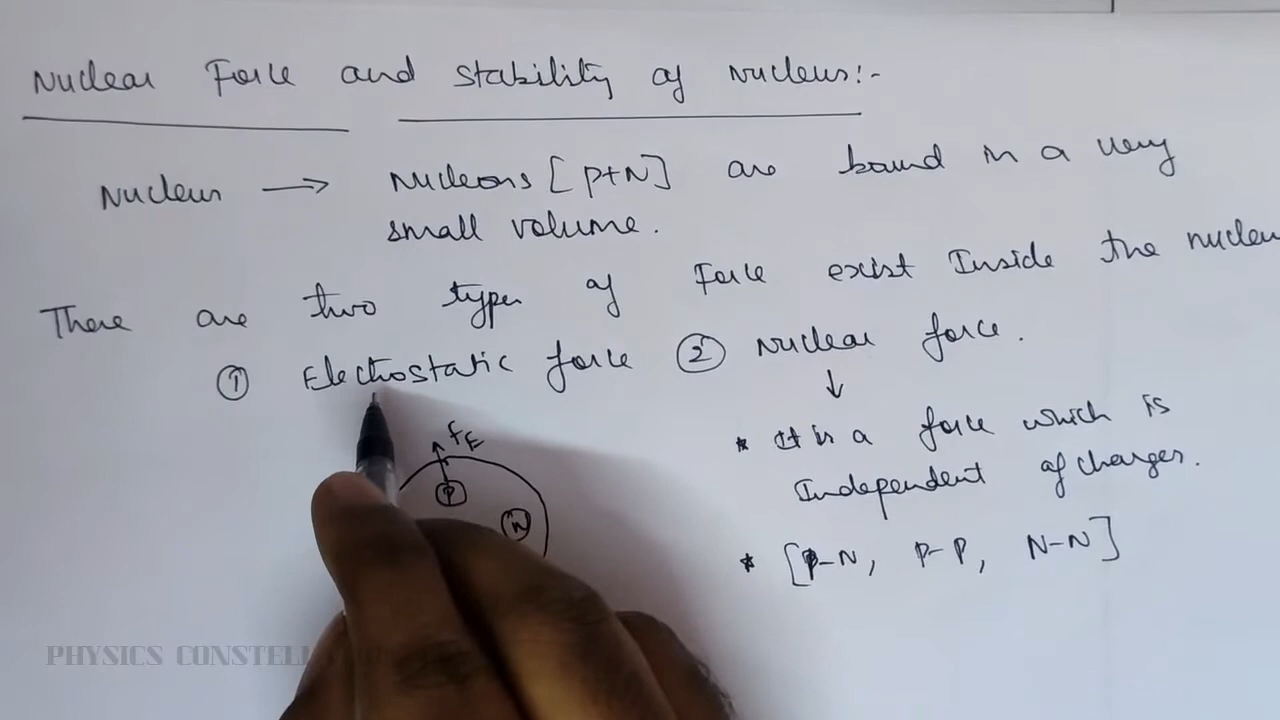 Nuclear Force and stability of nucleus:-
Nucleus → Nucleons [P+N] are bound in a very
small volume.
There are two types of Force exist Inside the nucleu
① Electrostatic force ② Nuclear force.
↓
* It is a force which is
Independent of charges.
* [P-N, P-P, N-N]
FE
P
N
PHYSICS CONSTELL